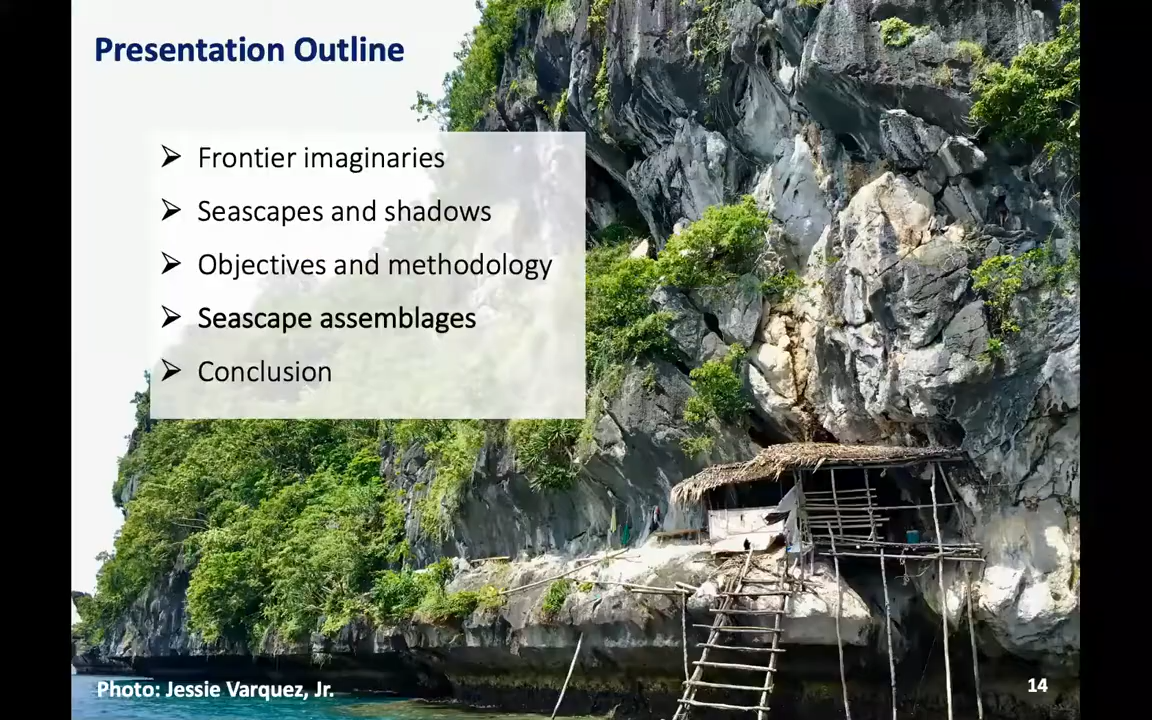 Presentation Outline
➢ Frontier imaginaries
➢ Seascapes and shadows
➢ Objectives and methodology
➢ Seascape assemblages
➢ Conclusion
Photo: Jessie Varquez, Jr.
14